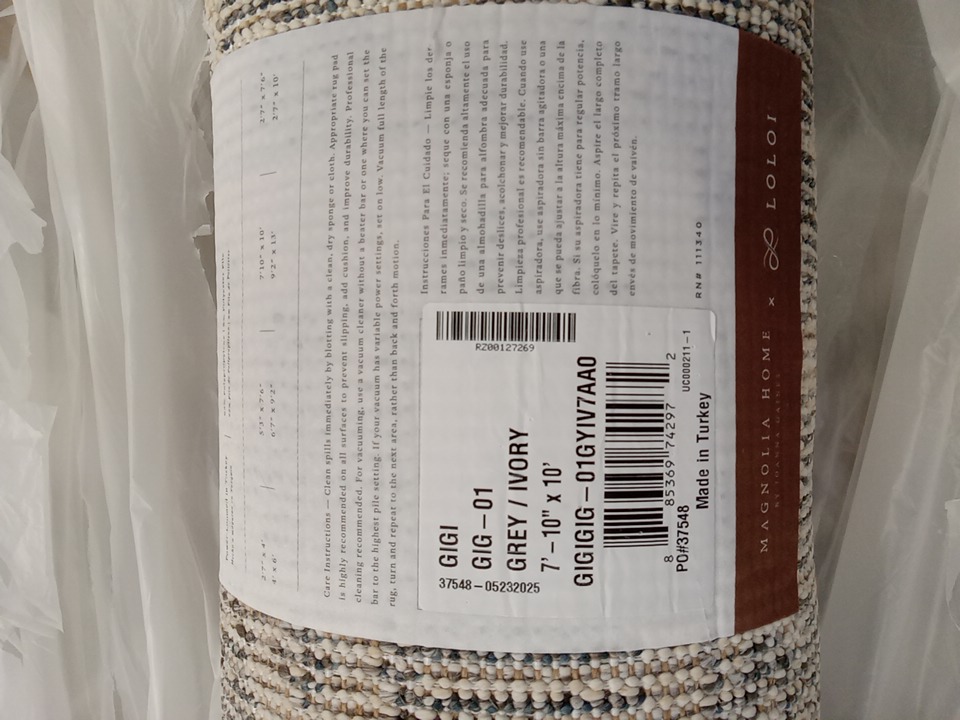 2'7" x 4'
4' x 6'
5'3" x 7'6"
6'7" x 9'2"
7'10" x 10'
9'2" x 13'
2'7" x 7'6"
2'7" x 10'
Care Instructions — Clean spills immediately by blotting with a clean, dry sponge or cloth. Appropriate rug pad
is highly recommended on all surfaces to prevent slipping, add cushion, and improve durability. Professional
cleaning recommended. For vacuuming, use a vacuum cleaner without a beater bar or one where you can set the
bar to the highest pile setting. If your vacuum has variable power settings, set on low. Vacuum full length of the
rug, turn and repeat to the next area, rather than back and forth motion.
Instrucciones Para El Cuidado — Limpie los der-
rames inmediatamente; seque con una esponja o
paño limpio y seco. Se recomienda altamente el uso
de una almohadilla para alfombra adecuada para
prevenir deslices, acolchonar y mejorar durabilidad.
Limpieza profesional es recomendable. Cuando use
aspiradora, use aspiradora sin barra agitadora o una
que se pueda ajustar a la altura máxima encima de la
fibra. Si su aspiradora tiene para regular potencia,
colóquelo en lo mínimo. Aspire el largo completo
del tapete. Vire y repita el próximo tramo largo
envés de movimiento de vaivén.
RN# 111340
RZ00127269
GIGI
GIG-01
GREY / IVORY
7'-10" x 10'
GIGIGIG-01GYIV7AA0
37548-05232025
8 85369 74297 2
PO#37548
UC000211-1
Made in Turkey
MAGNOLIA HOME x LOLOI
BY JOANNA GAINES